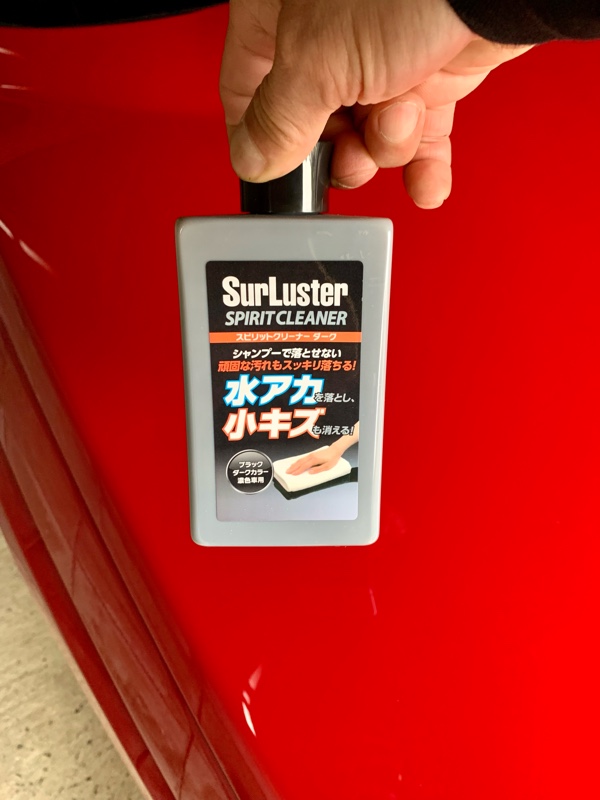 SurLuster
SPIRIT CLEANER
スピリットクリーナー ダーク
シャンプーで落とせない
頑固な汚れもスッキリ落ちる!
水アカを落とし、
小キズも消える!
ブラック
ダークカラー
濃色車用